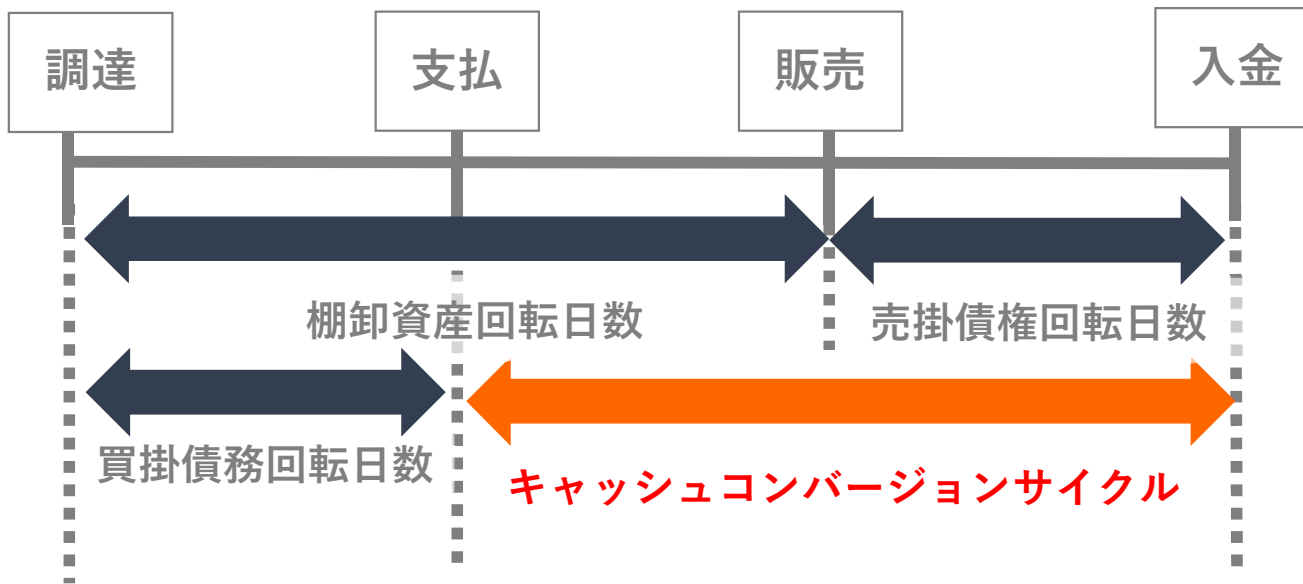 調達
支払
販売
入金
棚卸資産回転日数
売掛債権回転日数
買掛債務回転日数
キャッシュコンバージョンサイクル